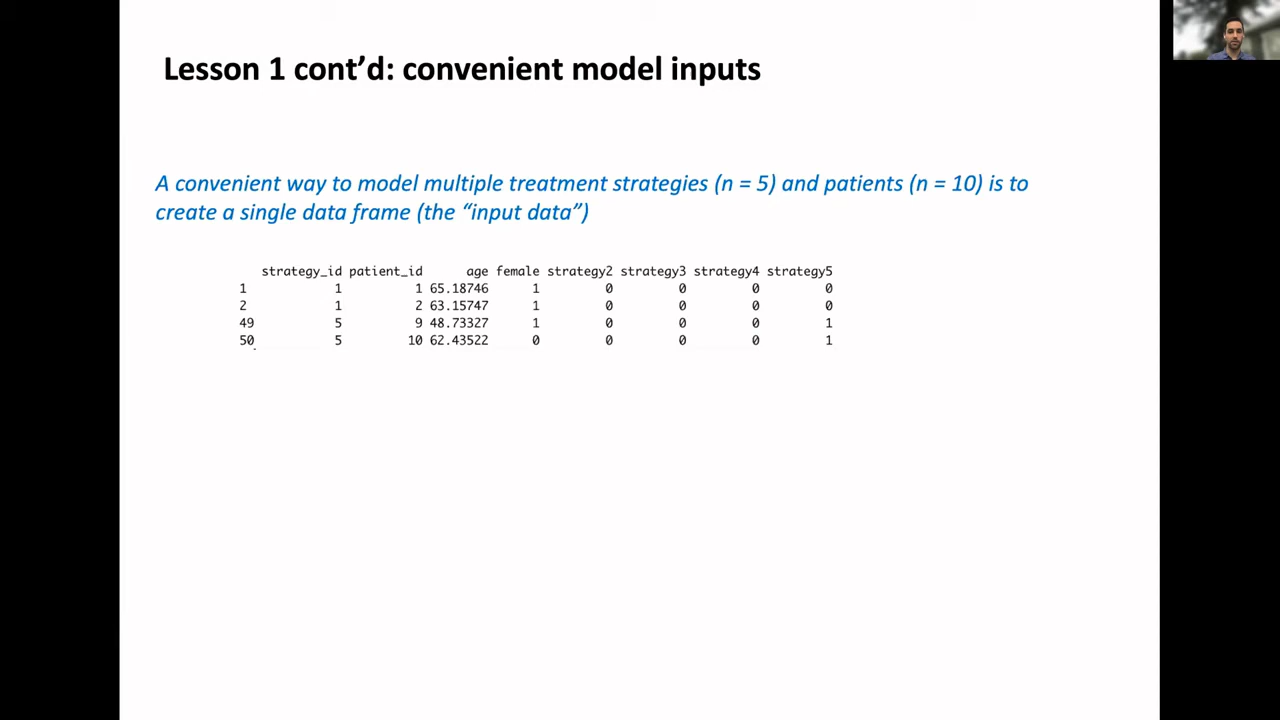 Lesson 1 cont’d: convenient model inputs
A convenient way to model multiple treatment strategies (n = 5) and patients (n = 10) is to
create a single data frame (the “input data”)
strategy_id patient_id age female strategy2 strategy3 strategy4 strategy5
1 1 1 65.18746 1 0 0 0 0
2 1 2 63.15747 1 0 0 0 0
49 5 9 48.73327 1 0 0 0 1
50 5 10 62.43522 0 0 0 0 1